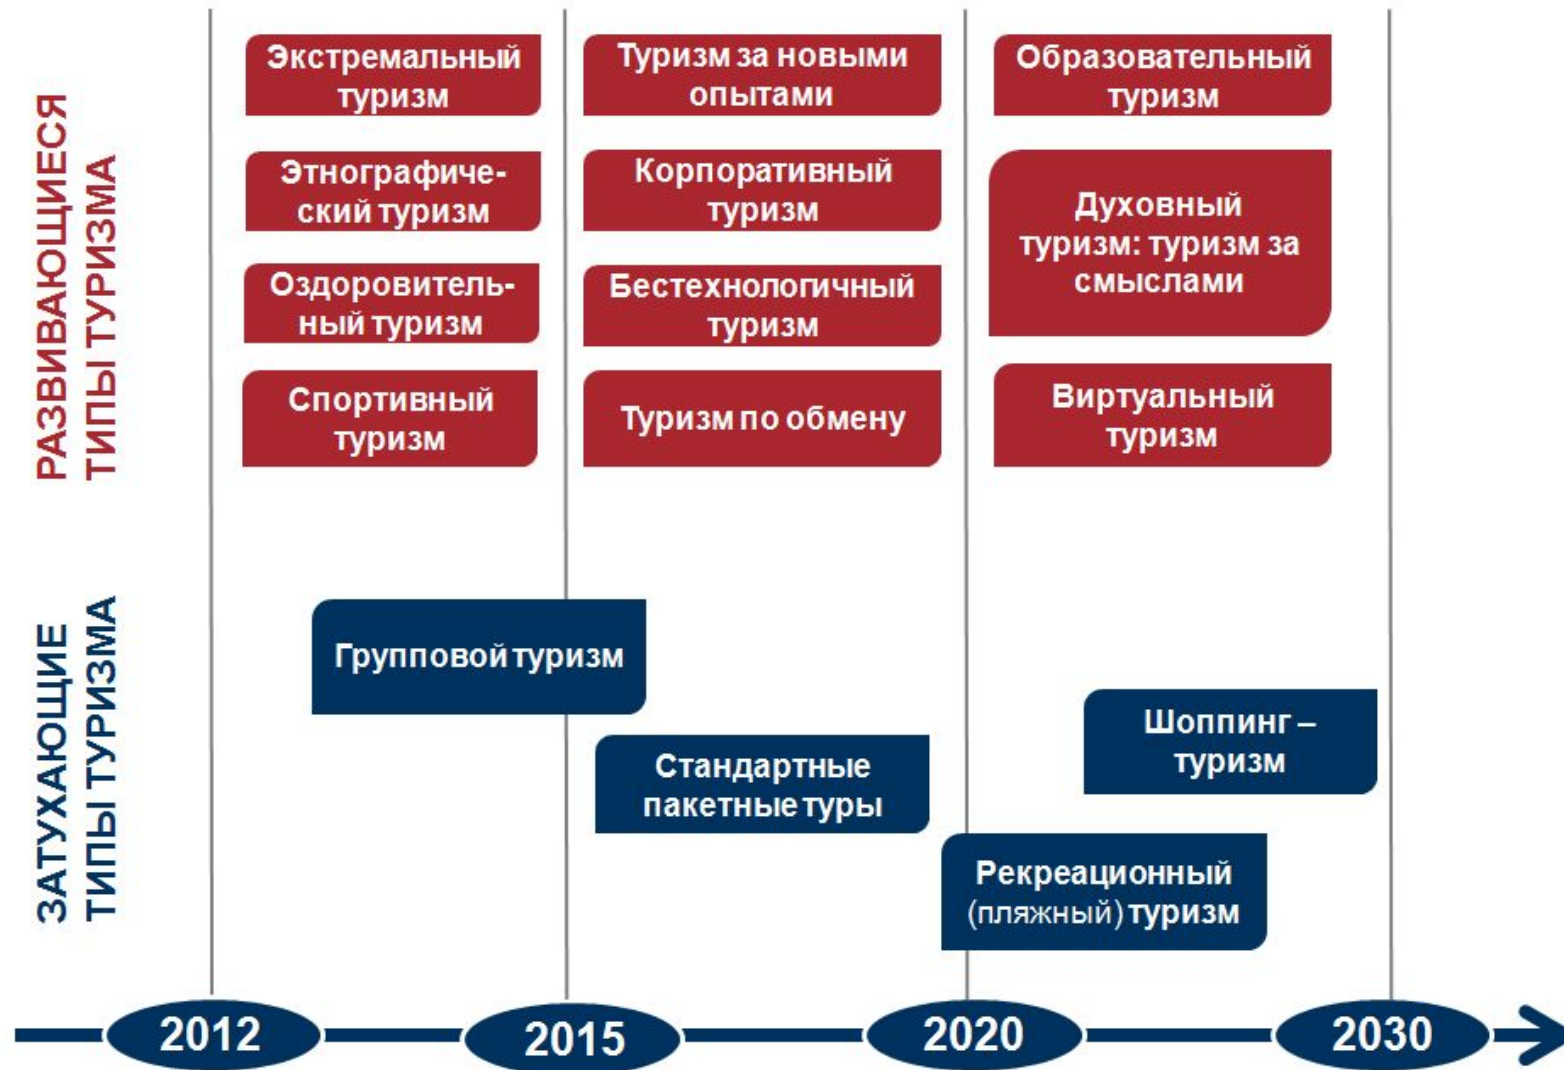 РАЗВИВАЮЩИЕСЯ
ТИПЫ ТУРИЗМА
Экстремальный
туризм
Этнографиче-
ский туризм
Оздоровитель-
ный туризм
Спортивный
туризм
Туризм за новыми
опытами
Корпоративный
туризм
Бестехнологичный
туризм
Туризм по обмену
Образовательный
туризм
Духовный
туризм: туризм за
смыслами
Виртуальный
туризм
ЗАТУХАЮЩИЕ
ТИПЫ ТУРИЗМА
Групповой туризм
Стандартные
пакетные туры
Рекреационный
(пляжный) туризм
Шоппинг –
туризм
2012
2015
2020
2030